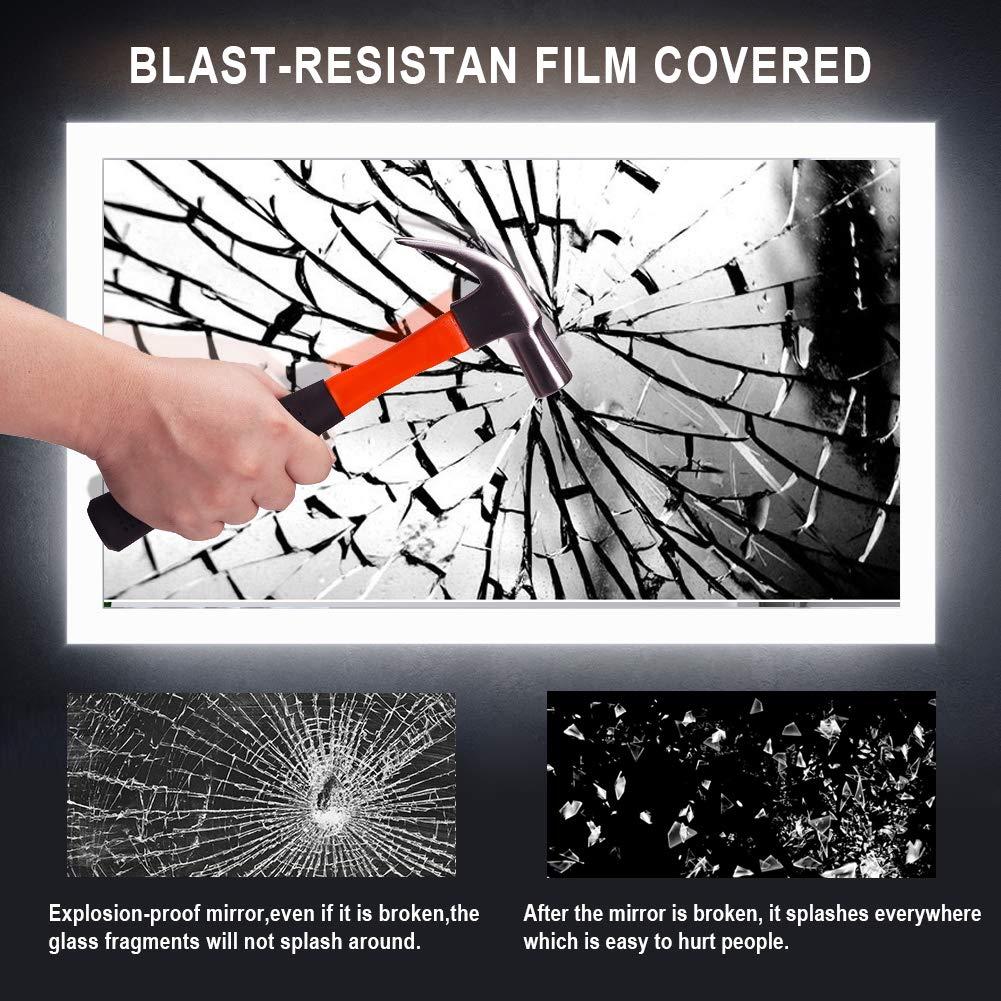 BLAST-RESISTAN FILM COVERED
Explosion-proof mirror,even if it is broken,the
glass fragments will not splash around.
After the mirror is broken, it splashes everywhere
which is easy to hurt people.